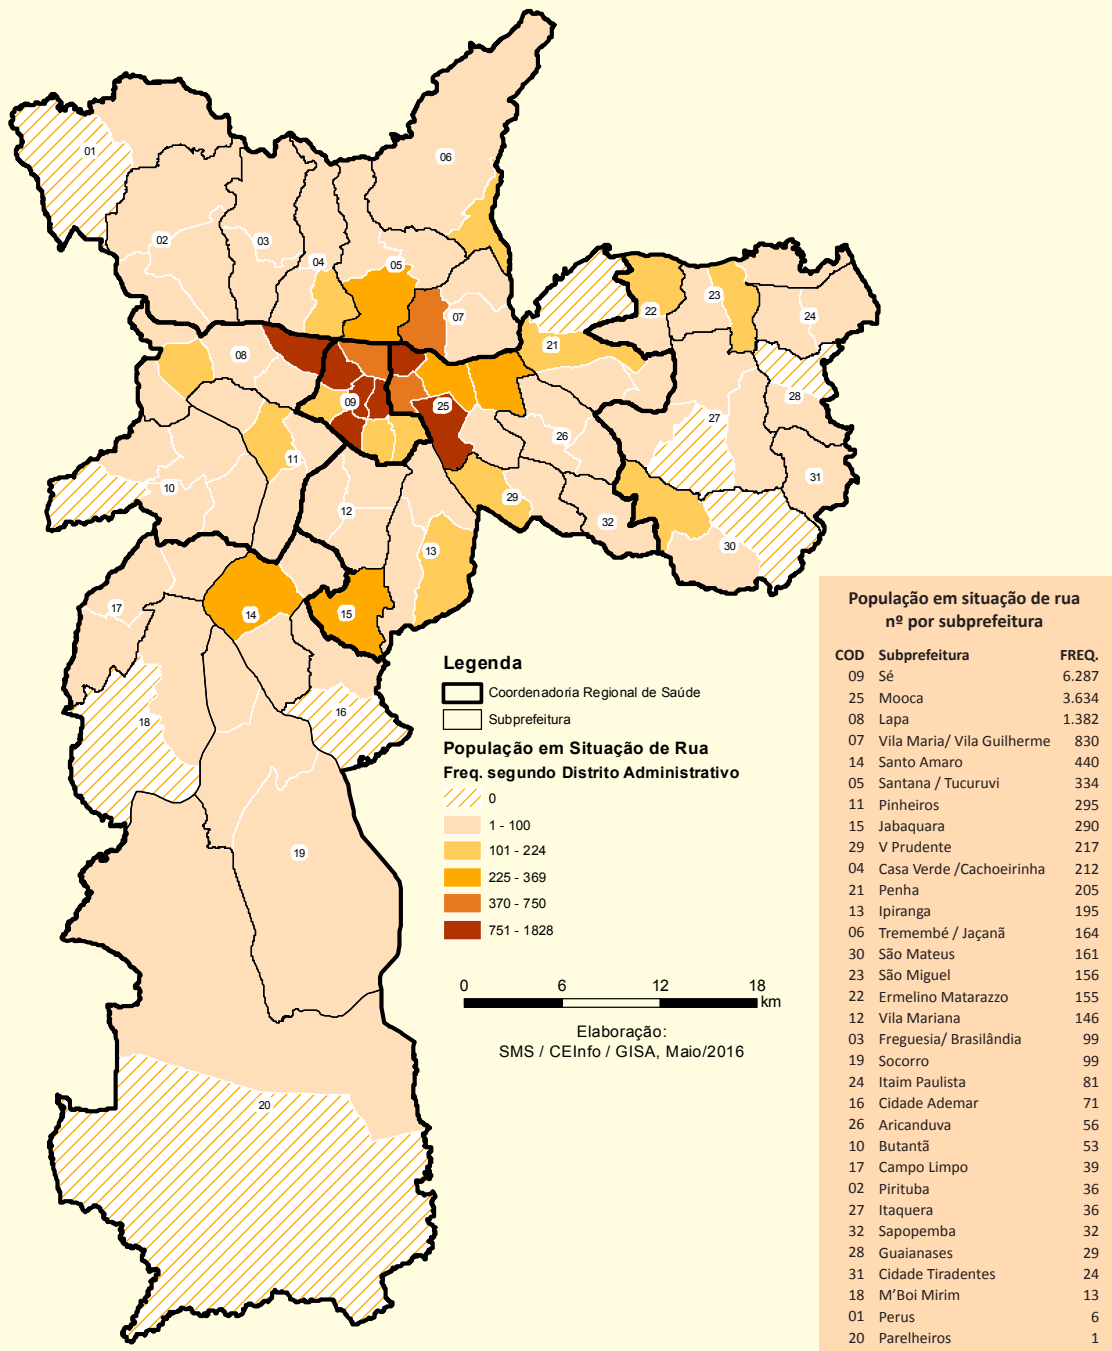 01
06
02
03
04
05
07
22
23
24
21
08
28
09
25
27
26
11
31
10
29
12
32
13
30
17
14
15
18
16
19
20
Legenda
Coordenadoria Regional de Saúde
Subprefeitura
População em Situação de Rua
Freq. segundo Distrito Administrativo
0
1 - 100
101 - 224
225 - 369
370 - 750
751 - 1828
0 6 12 18
km
Elaboração:
SMS / CEInfo / GISA, Maio/2016
População em situação de rua
nº por subprefeitura
COD Subprefeitura FREQ.
09 Sé 6.287
25 Mooca 3.634
08 Lapa 1.382
07 Vila Maria/ Vila Guilherme 830
14 Santo Amaro 440
05 Santana / Tucuruvi 334
11 Pinheiros 295
15 Jabaquara 290
29 V Prudente 217
04 Casa Verde /Cachoeirinha 212
21 Penha 205
13 Ipiranga 195
06 Tremembé / Jaçanã 164
30 São Mateus 161
23 São Miguel 156
22 Ermelino Matarazzo 155
12 Vila Mariana 146
03 Freguesia/ Brasilândia 99
19 Socorro 99
24 Itaim Paulista 81
16 Cidade Ademar 71
26 Aricanduva 56
10 Butantã 53
17 Campo Limpo 39
02 Pirituba 36
27 Itaquera 36
32 Sapopemba 32
28 Guaianases 29
31 Cidade Tiradentes 24
18 M'Boi Mirim 13
01 Perus 6
20 Parelheiros 1